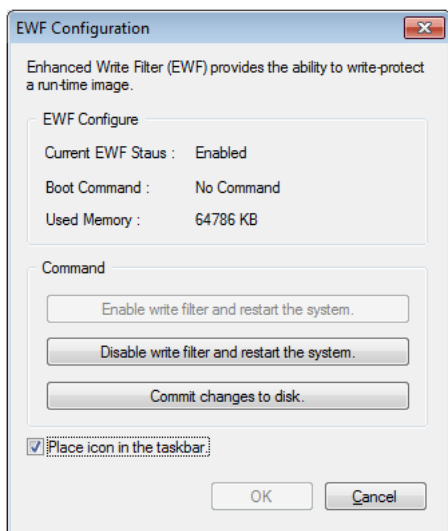 EWF Configuration
Enhanced Write Filter (EWF) provides the ability to write-protect
a run-time image.
EWF Configure
Current EWF Staus : Enabled
Boot Command : No Command
Used Memory : 64786 KB
Command
Enable write filter and restart the system.
Disable write filter and restart the system.
Commit changes to disk.
Place icon in the taskbar.
OK Cancel